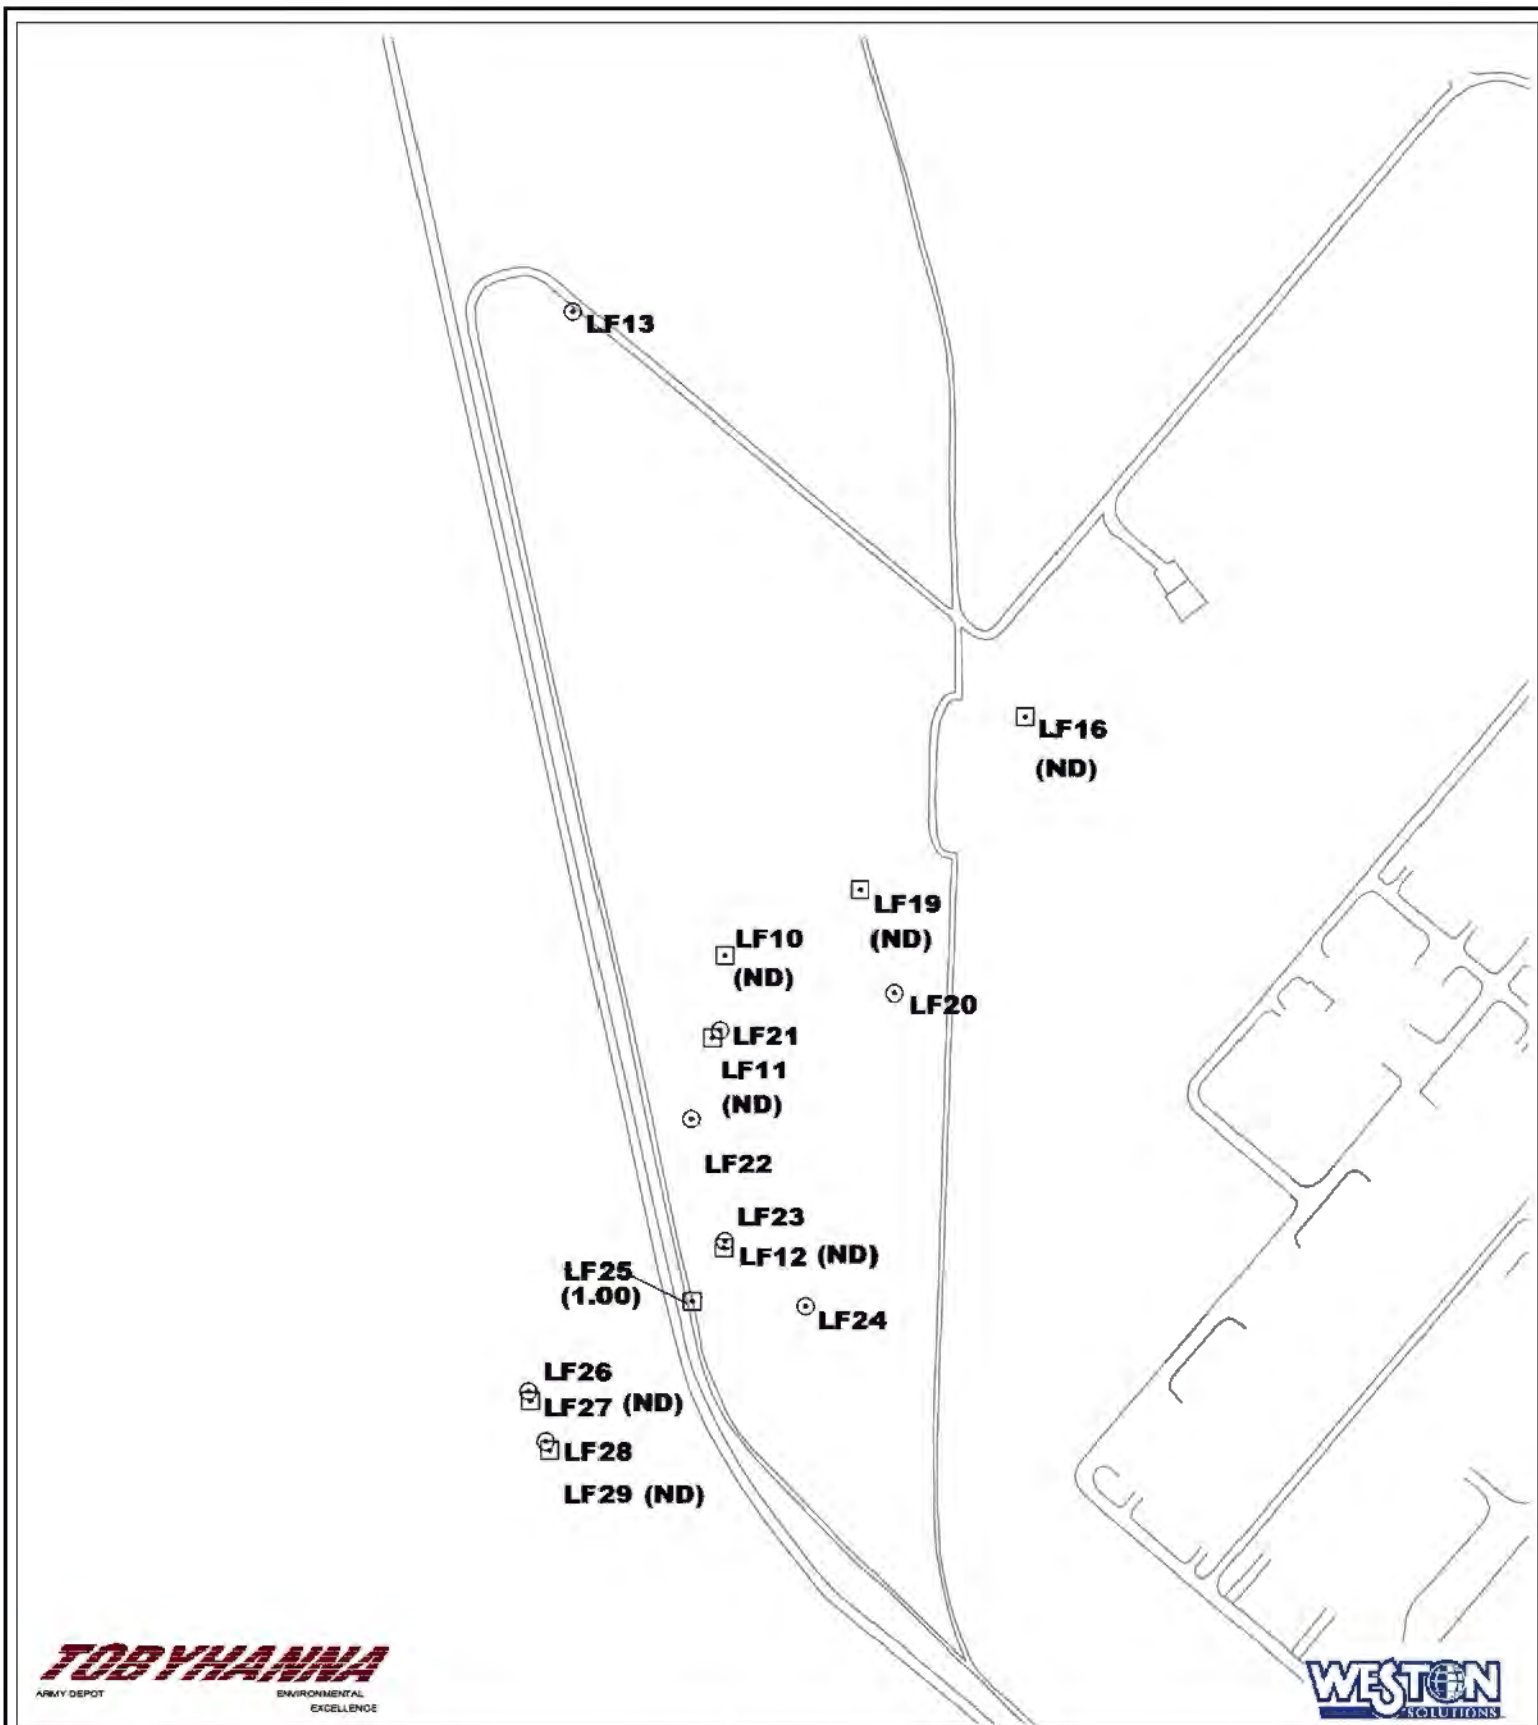 LF13
LF16
(ND)
LF19
(ND)
LF10
(ND)
LF20
LF21
LF11
(ND)
LF22
LF23
LF12 (ND)
LF25
(1.00)
LF24
LF26
LF27 (ND)
LF28
LF29 (ND)
TOBYHANNA
ARMY DEPOT
ENVIRONMENTAL
EXCELLENCE
WESTON
SOLUTIONS